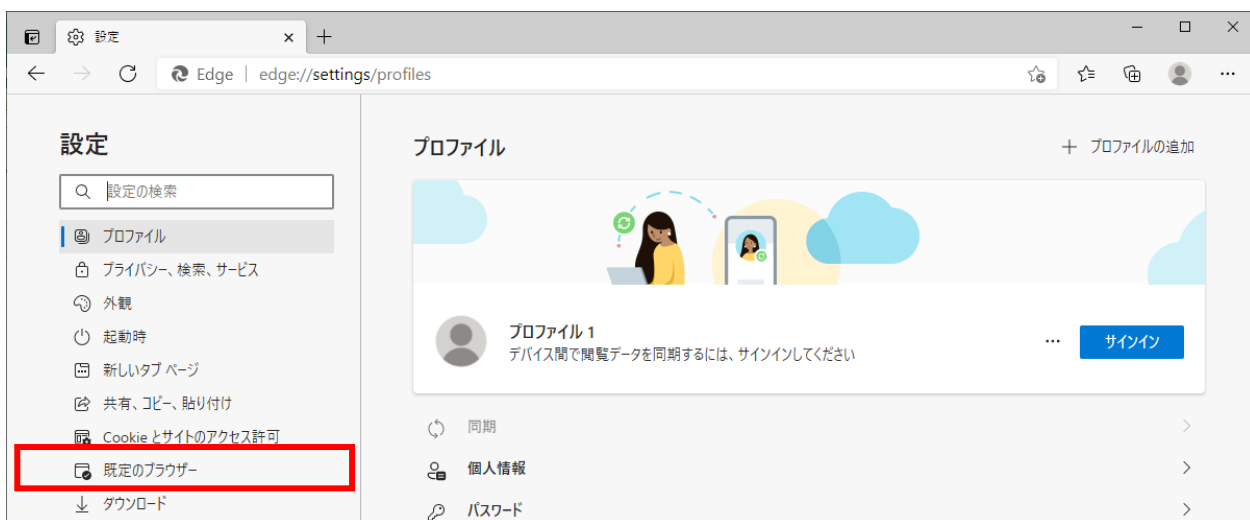 設定
Edge | edge://settings/profiles
設定
設定の検索
プロファイル
プライバシー、検索、サービス
外観
起動時
新しいタブ ページ
共有、コピー、貼り付け
Cookie とサイトのアクセス許可
既定のブラウザー
ダウンロード
プロファイル
プロファイルの追加
プロファイル 1
デバイス間で閲覧データを同期するには、サインインしてください
サインイン
同期
個人情報
パスワード